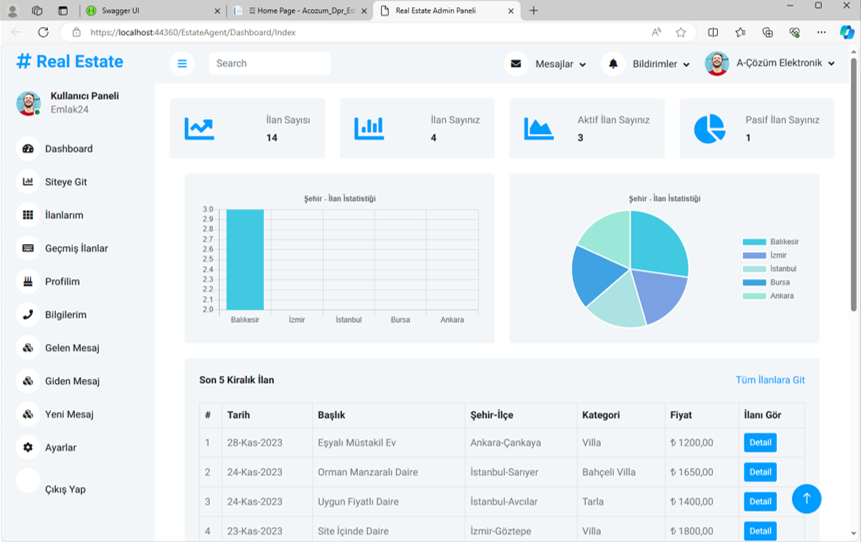 Swagger UI
Home Page - Acozum_Dpr_Es
Real Estate Admin Paneli
https://localhost:44360/EstateAgent/Dashboard/Index
# Real Estate
Search
Mesajlar
Bildirimler
A-Çözüm Elektronik
Kullanıcı Paneli
Emlak24
Dashboard
Siteye Git
İlanlarım
Geçmiş İlanlar
Profilim
Bilgilerim
Gelen Mesaj
Giden Mesaj
Yeni Mesaj
Ayarlar
Çıkış Yap
İlan Sayısı
14
İlan Sayınız
4
Aktif İlan Sayınız
3
Pasif İlan Sayınız
1
Şehir - İlan İstatistiği
3.0
2.9
2.8
2.7
2.6
2.5
2.4
2.3
2.2
2.1
2.0
Balıkesir İzmir İstanbul Bursa Ankara
Şehir - İlan İstatistiği
Balıkesir
İzmir
İstanbul
Bursa
Ankara
Son 5 Kiralık İlan
Tüm İlanlara Git
# Tarih Başlık Şehir-İlçe Kategori Fiyat İlanı Gör
1 28-Kas-2023 Eşyalı Müstakil Ev Ankara-Çankaya Villa ₺ 1200,00 Detail
2 24-Kas-2023 Orman Manzaralı Daire İstanbul-Sarıyer Bahçeli Villa ₺ 1650,00 Detail
3 24-Kas-2023 Uygun Fiyatlı Daire İstanbul-Avcılar Tarla ₺ 1400,00 Detail
4 23-Kas-2023 Site İçinde Daire İzmir-Göztepe Villa ₺ 1800,00 Detail